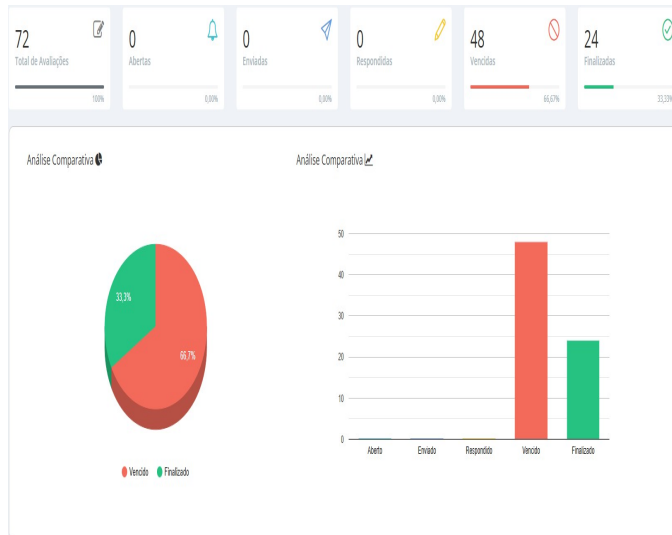 72
Total de Avaliações
100%
0
Abertas
0,00%
0
Enviadas
0,00%
0
Respondidas
0,00%
48
Vencidas
66,67%
24
Finalizadas
33,33%
Análise Comparativa
33,3%
66,7%
Vencido Finalizado
Análise Comparativa
50
40
30
20
10
0
Aberto Enviado Respondido Vencido Finalizado